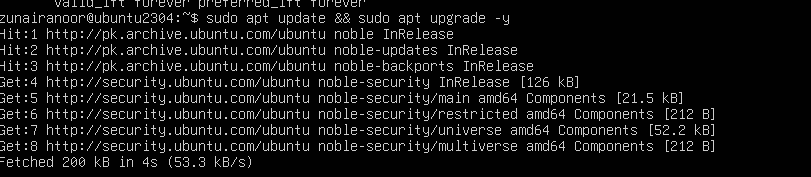 valid_lft forever preferred_lft forever
zunairanoor@ubuntu2304:~$ sudo apt update && sudo apt upgrade -y
Hit:1 http://pk.archive.ubuntu.com/ubuntu noble InRelease
Hit:2 http://pk.archive.ubuntu.com/ubuntu noble-updates InRelease
Hit:3 http://pk.archive.ubuntu.com/ubuntu noble-backports InRelease
Get:4 http://security.ubuntu.com/ubuntu noble-security InRelease [126 kB]
Get:5 http://security.ubuntu.com/ubuntu noble-security/main amd64 Components [21.5 kB]
Get:6 http://security.ubuntu.com/ubuntu noble-security/restricted amd64 Components [212 B]
Get:7 http://security.ubuntu.com/ubuntu noble-security/universe amd64 Components [52.2 kB]
Get:8 http://security.ubuntu.com/ubuntu noble-security/multiverse amd64 Components [212 B]
Fetched 200 kB in 4s (53.3 kB/s)